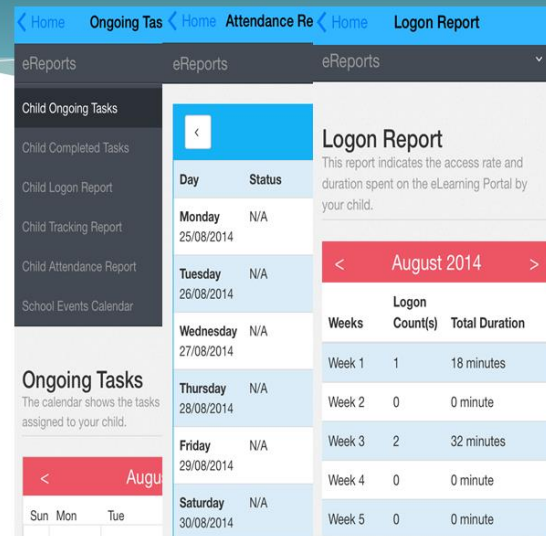 Home Ongoing Tas
eReports
Child Ongoing Tasks
Child Completed Tasks
Child Logon Report
Child Tracking Report
Child Attendance Report
School Events Calendar
Ongoing Tasks
The calendar shows the tasks
assigned to your child.
< Augu
Sun Mon Tue
Home Attendance Re
eReports
<
Day Status
Monday N/A
25/08/2014
Tuesday N/A
26/08/2014
Wednesday N/A
27/08/2014
Thursday N/A
28/08/2014
Friday N/A
29/08/2014
Saturday N/A
30/08/2014
Home Logon Report
eReports
Logon Report
This report indicates the access rate and
duration spent on the eLearning Portal by
your child.
< August 2014 >
Logon
Weeks Count(s) Total Duration
Week 1 1 18 minutes
Week 2 0 0 minute
Week 3 2 32 minutes
Week 4 0 0 minute
Week 5 0 0 minute